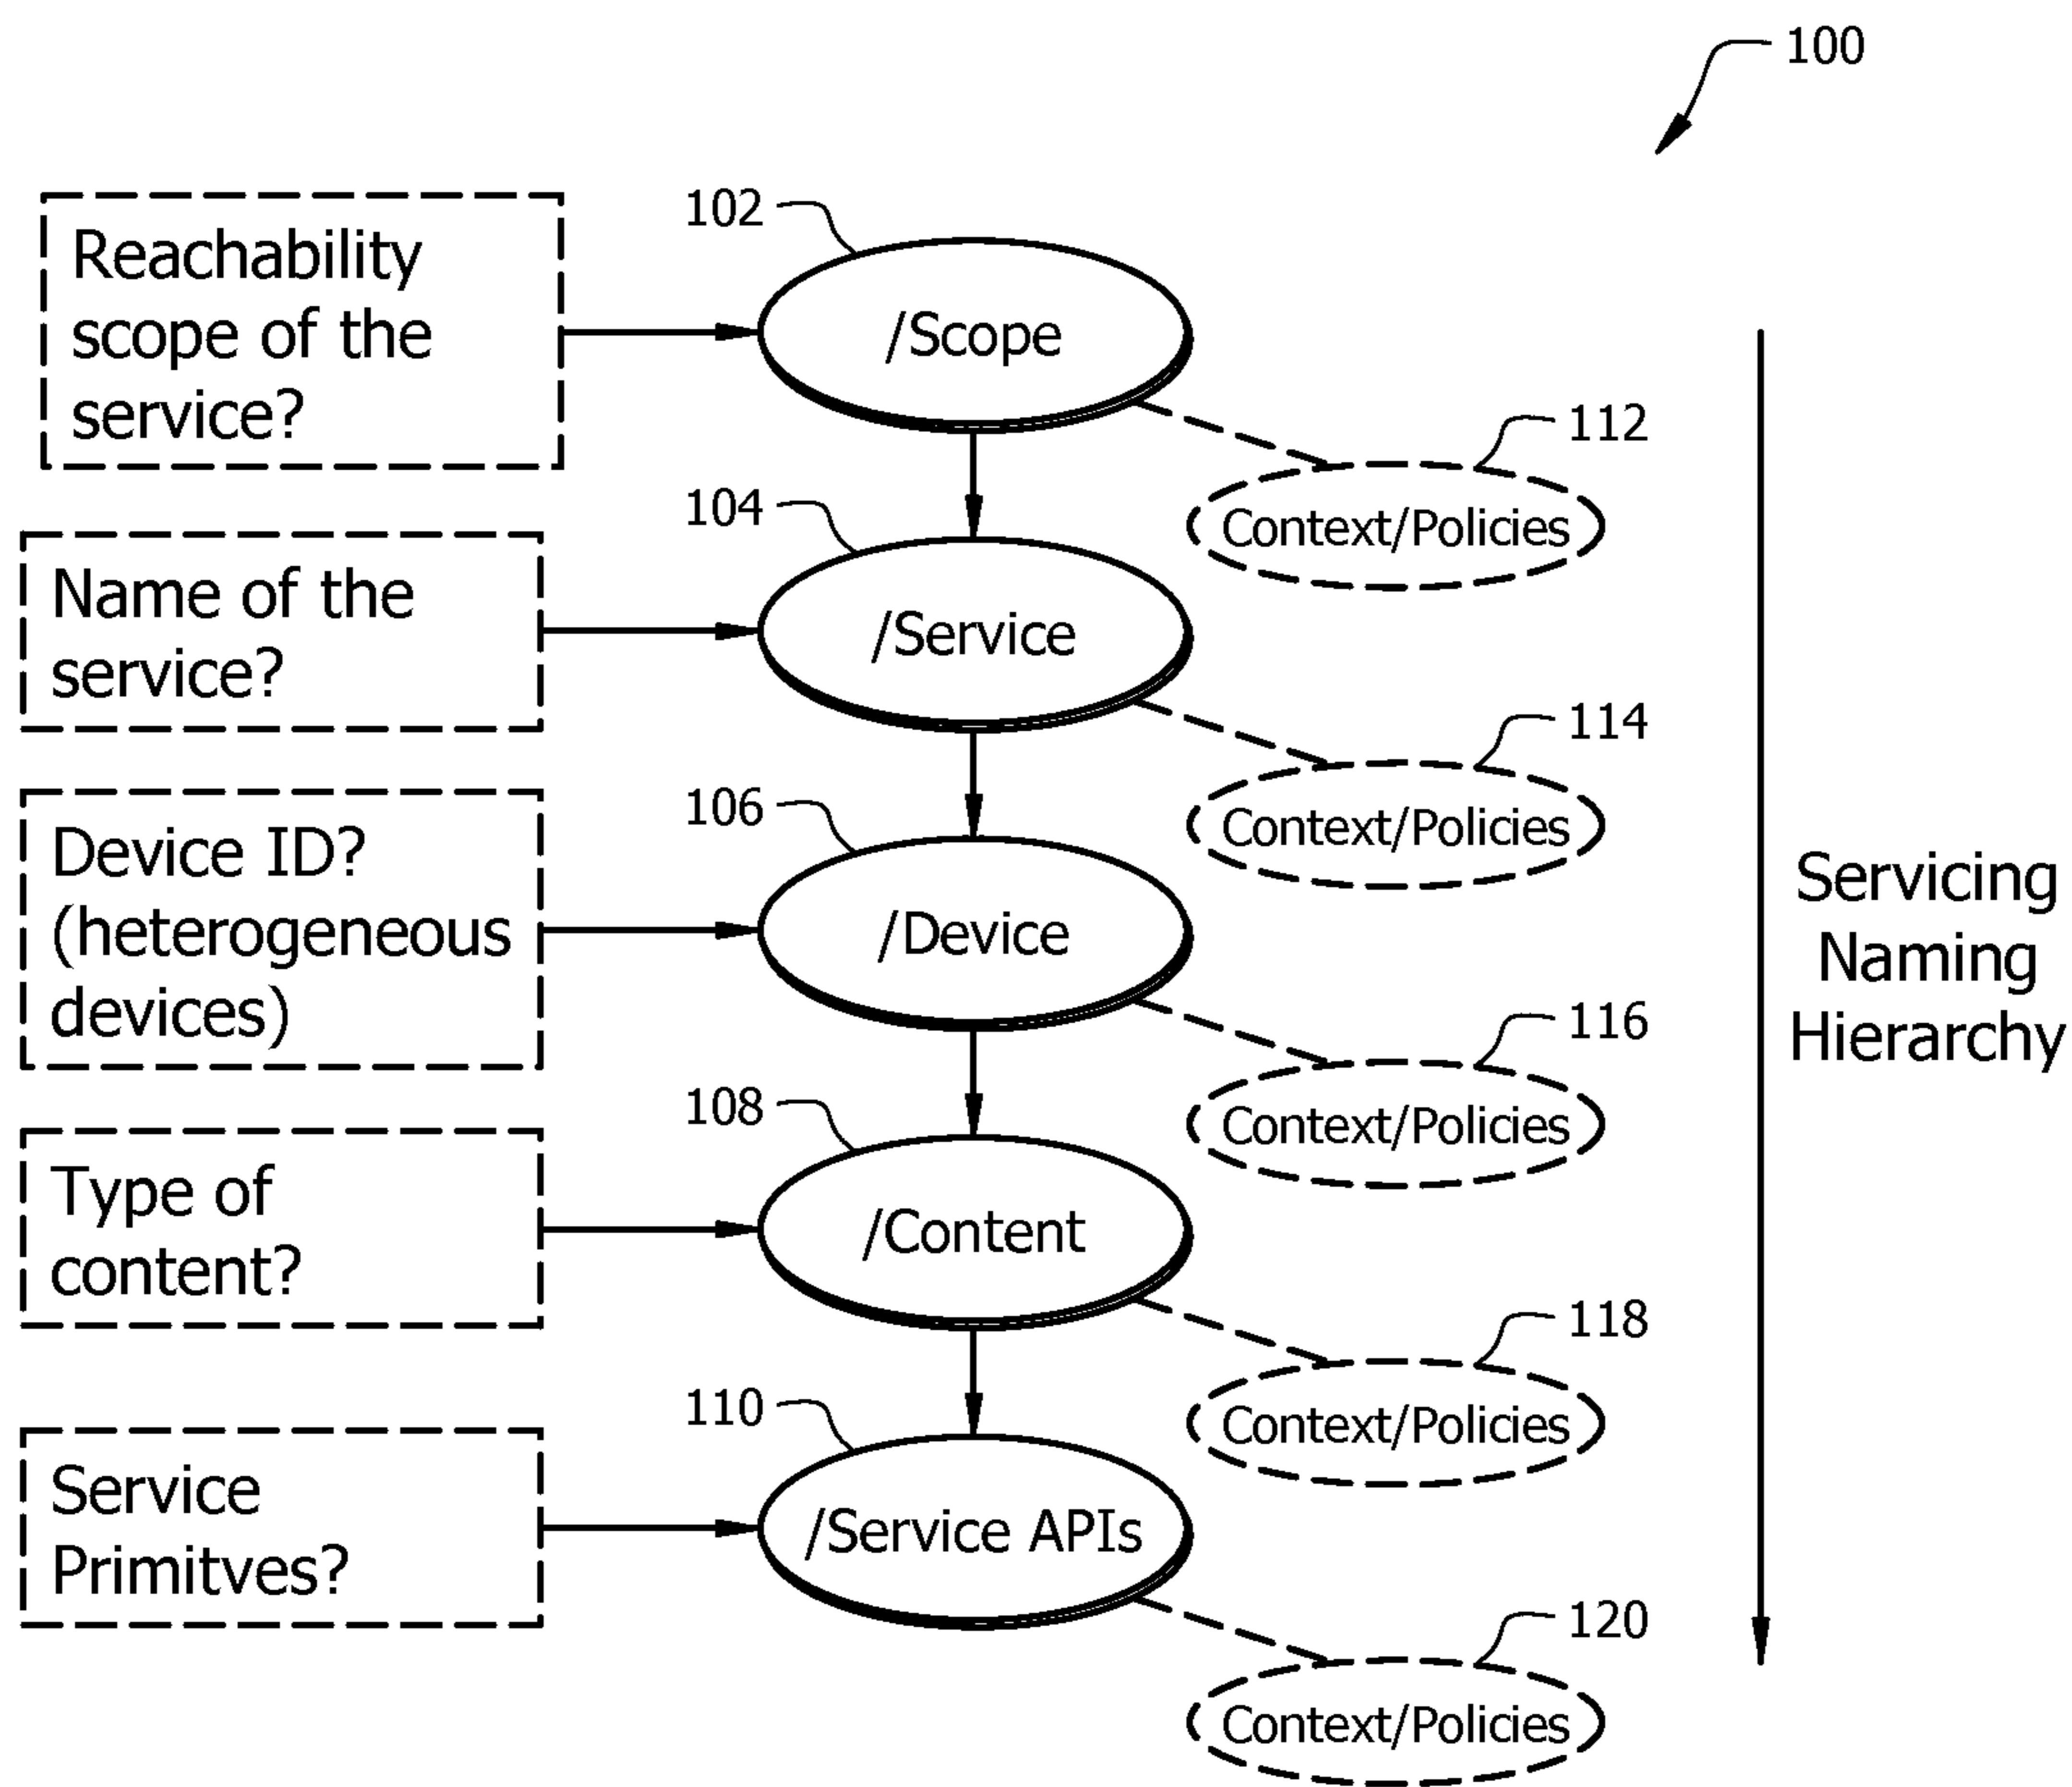 100
Reachability
scope of the
service?
102
/Scope
112
Context/Policies
Name of the
service?
104
/Service
114
Context/Policies
Device ID?
(heterogeneous
devices)
106
/Device
116
Context/Policies
Servicing
Naming
Hierarchy
Type of
content?
108
/Content
118
Context/Policies
Service
Primitves?
110
/Service APIs
120
Context/Policies